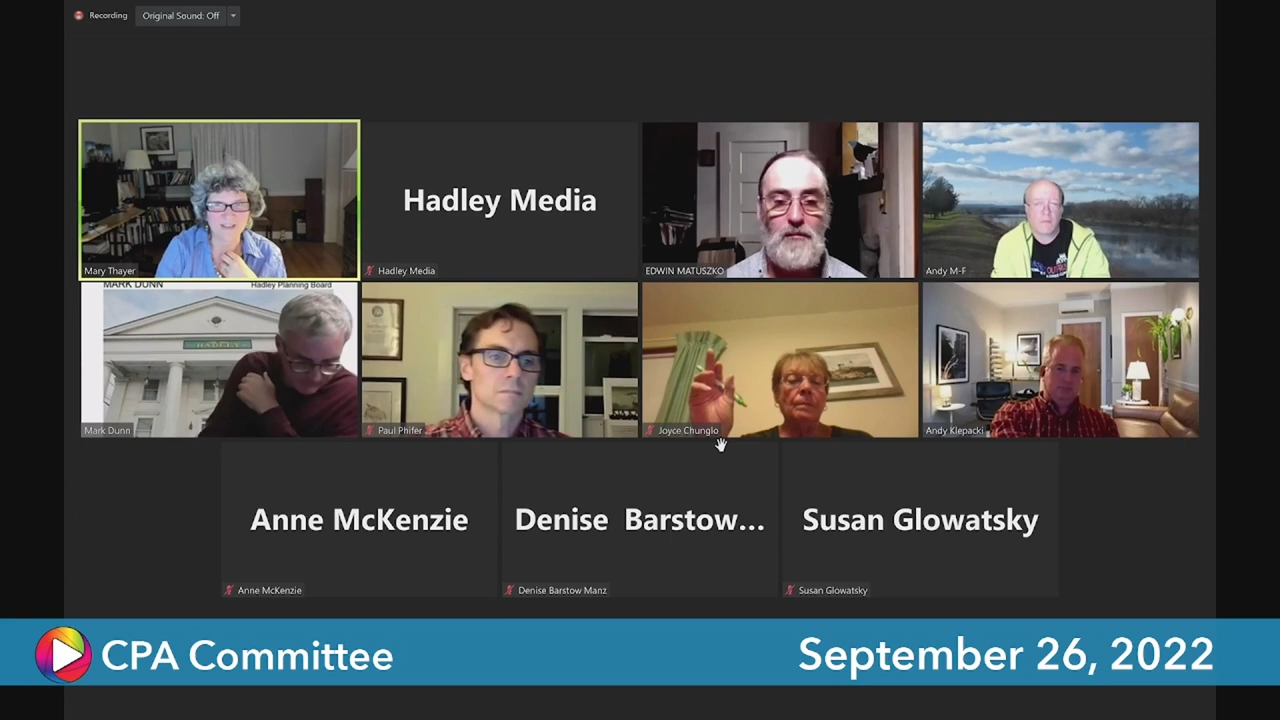 Recording
Original Sound: Off
Mary Thayer
Hadley Media
Hadley Media
EDWIN MATUSZKO
Andy M-F
MARK DUNN
Hadley Planning Board
HADLEY
Mark Dunn
Paul Phifer
Joyce Chunglo
Andy Klepacki
Anne McKenzie
Anne McKenzie
Denise Barstow...
Denise Barstow Manz
Susan Glowatsky
Susan Glowatsky
CPA Committee
September 26, 2022